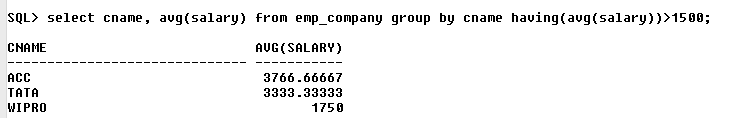 SQL> select cname, avg(salary) from emp_company group by cname having(avg(salary))>1500;
CNAME                          AVG(SALARY)
------------------------------ -----------
ACC                             3766.66667
TATA                            3333.33333
WIPRO                                 1750